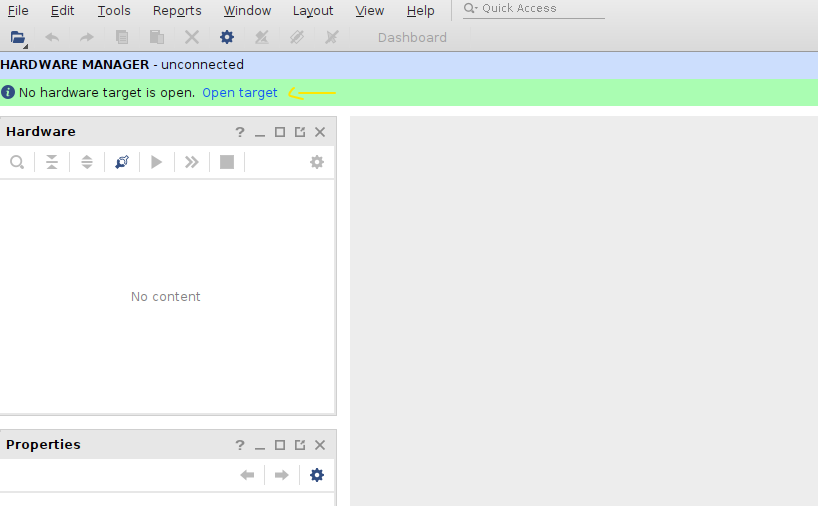 File Edit Tools Reports Window Layout View Help Quick Access
Dashboard
HARDWARE MANAGER - unconnected
No hardware target is open. Open target
Hardware
No content
Properties